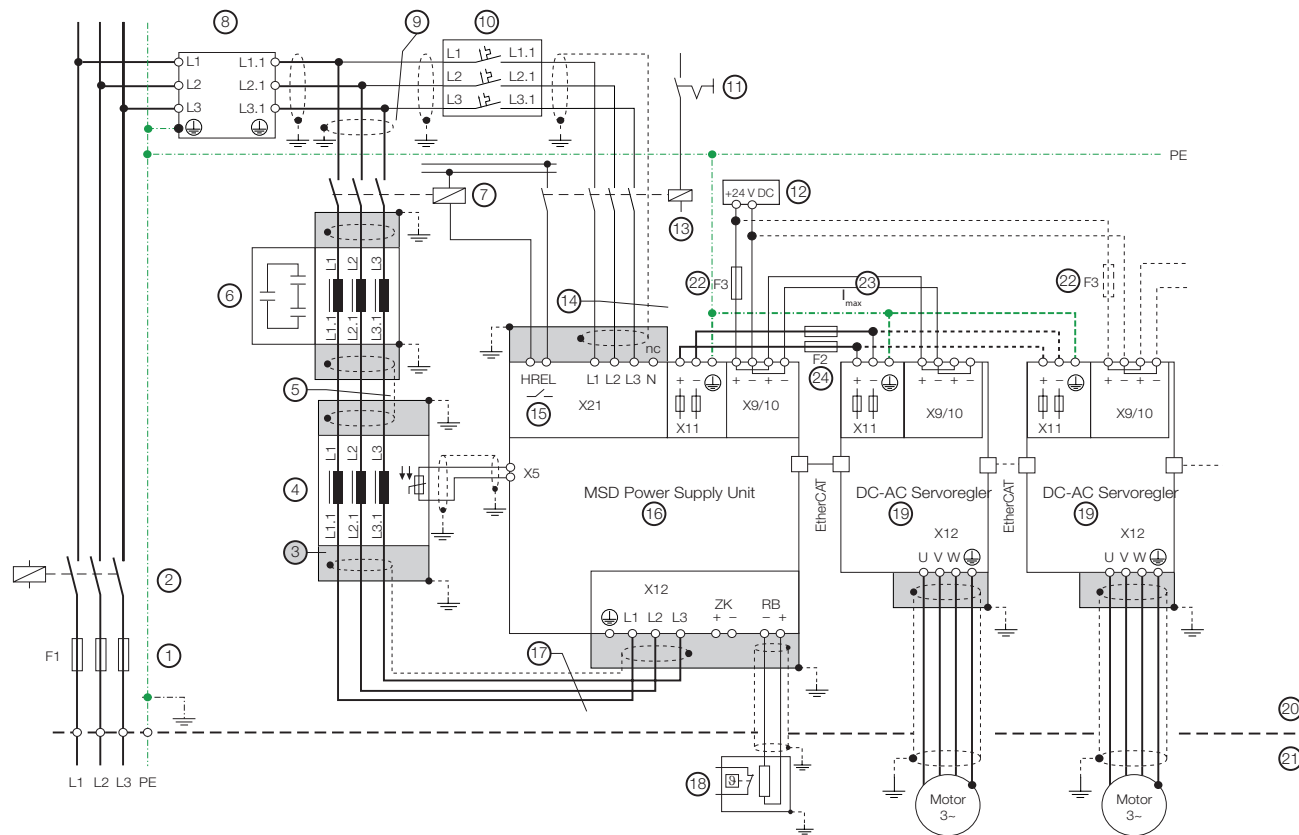 8
9
10
L1 L1.1
L2 L2.1
L3 L3.1
L1 L1.1
L2 L2.1
L3 L3.1
11
PE
7
13
+24 V DC
12
6
L1 L2 L3
L1.1 L2.1 L3.1
14
22 F3
23
Imax
22 F3
5
nc
HREL
L1 L2 L3 N
15
X21
+ −
X11
+ − + −
X9/10
F2
24
+ −
X11
+ − + −
X9/10
+ −
X11
+ − + −
X9/10
4
L1 L2 L3
L1.1 L2.1 L3.1
X5
MSD Power Supply Unit
16
EtherCAT
DC-AC Servoregler
19
EtherCAT
DC-AC Servoregler
19
X12
U V W
X12
U V W
3
2
X12
L1 L2 L3
ZK
+ −
RB
− +
F1
1
17
20
21
L1 L2 L3 PE
18
ϑ
Motor
3~
Motor
3~